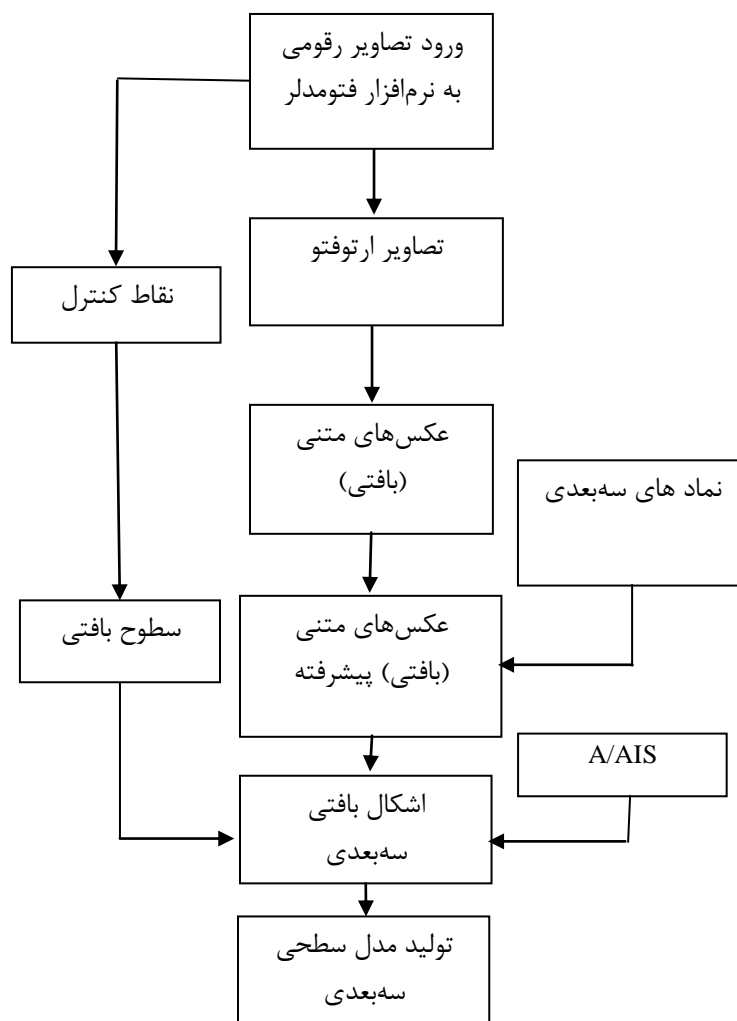 ورود تصاویر رقومی
به نرم‌افزار فتومدلر
تصاویر ارتوفتو
نقاط کنترل
عکس‌های متنی
(بافتی)
نماد های سه‌بعدی
سطوح بافتی
عکس‌های متنی
(بافتی) پیشرفته
A/AIS
اشکال بافتی
سه‌بعدی
تولید مدل سطحی
سه‌بعدی